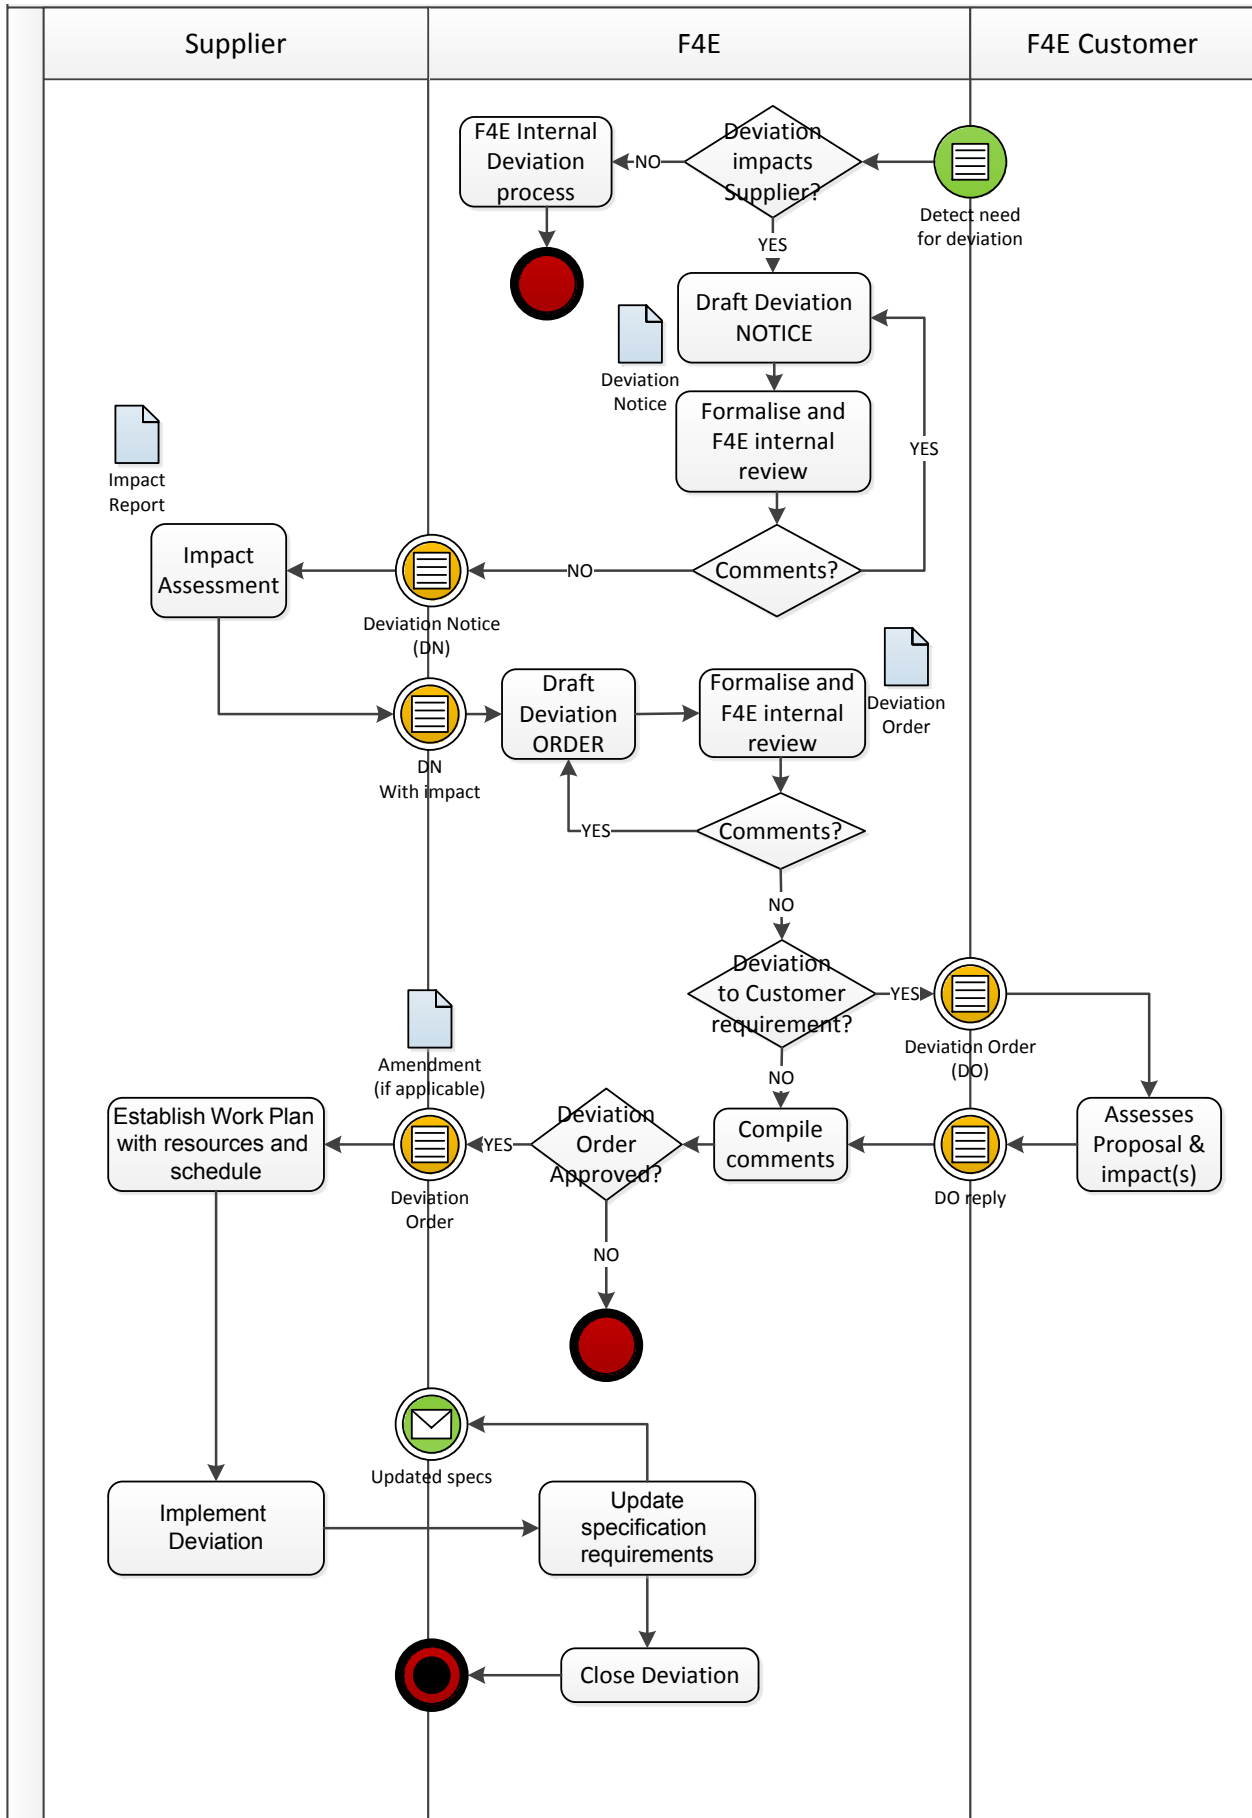 Supplier
F4E
F4E Customer
F4E Internal
Deviation
process
NO
Deviation
impacts
Supplier?
Detect need
for deviation
YES
Draft Deviation
NOTICE
Deviation
Notice
Formalise and
F4E internal
review
YES
Impact
Report
Impact
Assessment
Deviation Notice
(DN)
NO
Comments?
Draft
Deviation
ORDER
Formalise and
F4E internal
review
Deviation
Order
DN
With impact
YES
Comments?
NO
Deviation
to Customer
requirement?
YES
Deviation Order
(DO)
NO
Amendment
(if applicable)
Establish Work Plan
with resources and
schedule
Deviation
Order
YES
Deviation
Order
Approved?
Compile
comments
DO reply
Assesses
Proposal &
impact(s)
NO
Updated specs
Implement
Deviation
Update
specification
requirements
Close Deviation